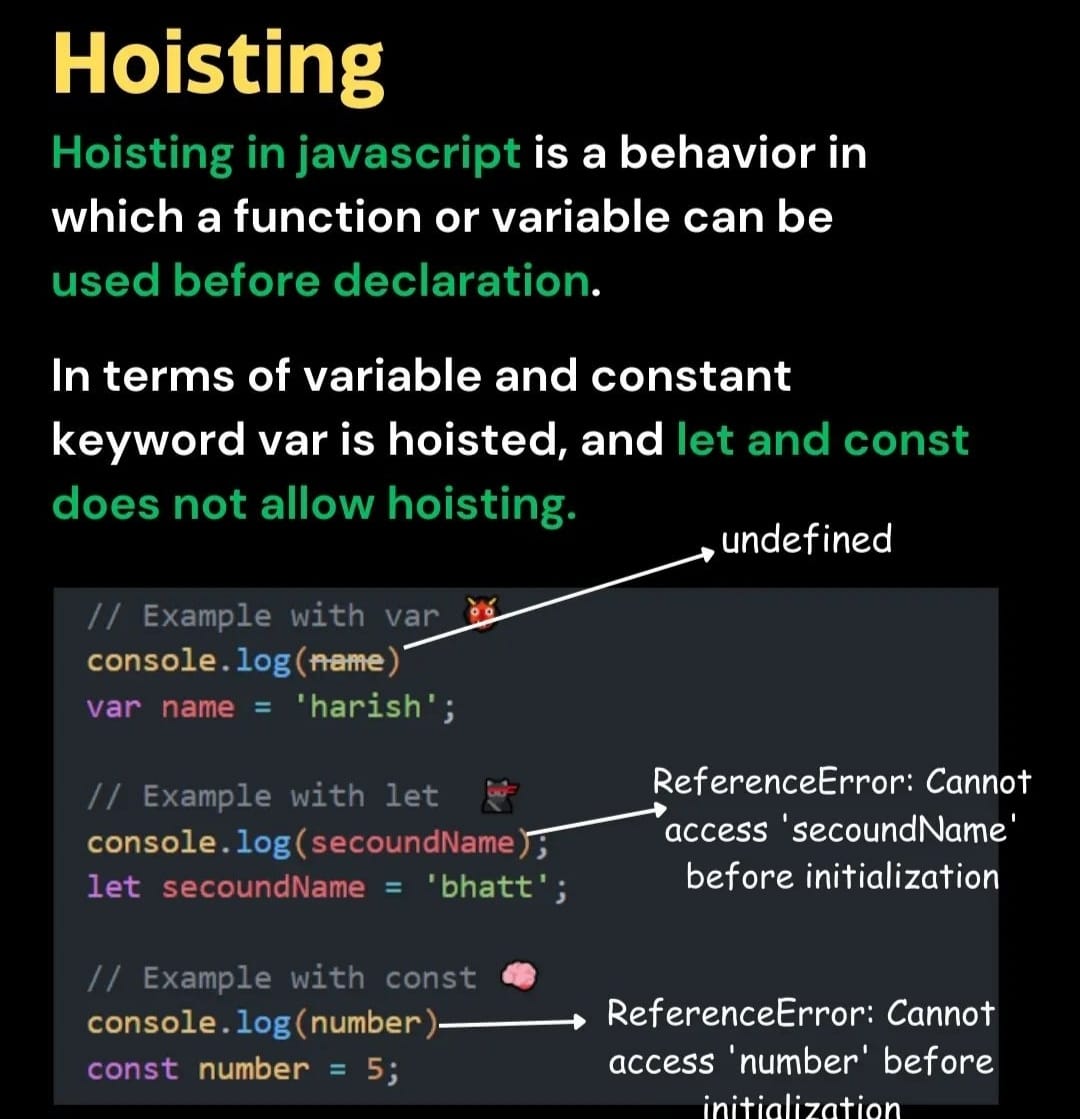 Hoisting
Hoisting in javascript is a behavior in
which a function or variable can be
used before declaration.
In terms of variable and constant
keyword var is hoisted, and let and const
does not allow hoisting.
undefined
// Example with var
console.log(name)
var name = 'harish';
// Example with let
console.log(secoundName);
let secoundName = 'bhatt';
ReferenceError: Cannot
access 'secoundName'
before initialization
// Example with const
console.log(number)
const number = 5;
ReferenceError: Cannot
access 'number' before
initialization